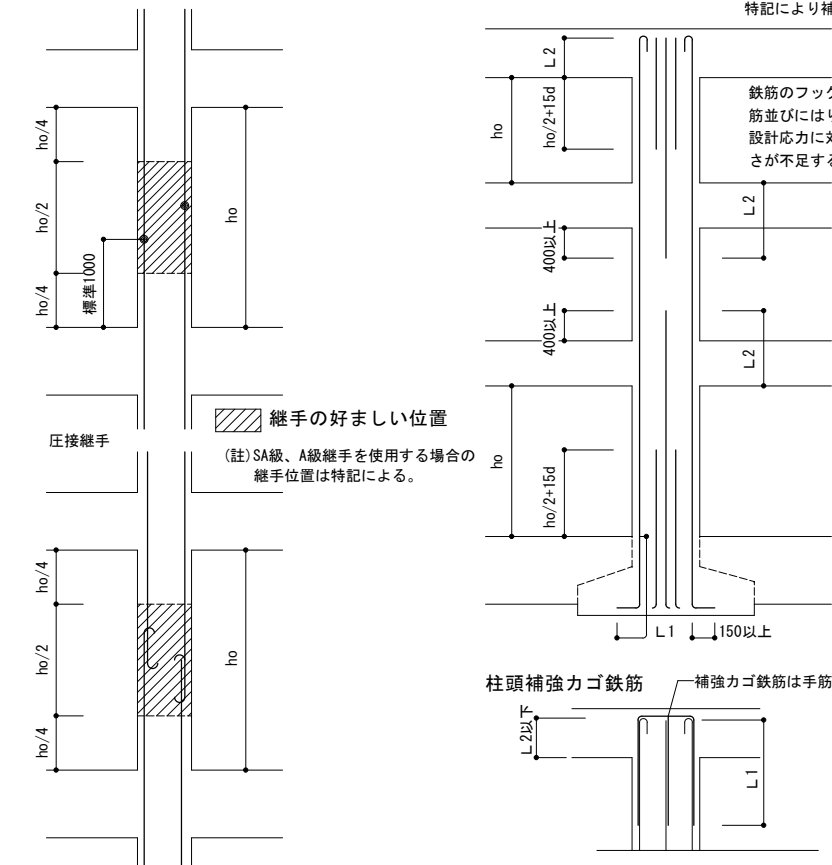 ho/4
ho/2
ho/4
標準1000
ho
圧接継手
継手の好ましい位置
(註)SA級、A級継手を使用する場合の
継手位置は特記による。
ho/4
ho/2
ho/4
ho
特記により補
L2
ho
ho/2+15d
鉄筋のフック
筋並びにはり
設計応力に対
さが不足する
L2
400以上
400以上
L2
ho
ho/2+15d
L1
150以上
柱頭補強カゴ鉄筋
補強カゴ鉄筋は手筋
L2以下
L1